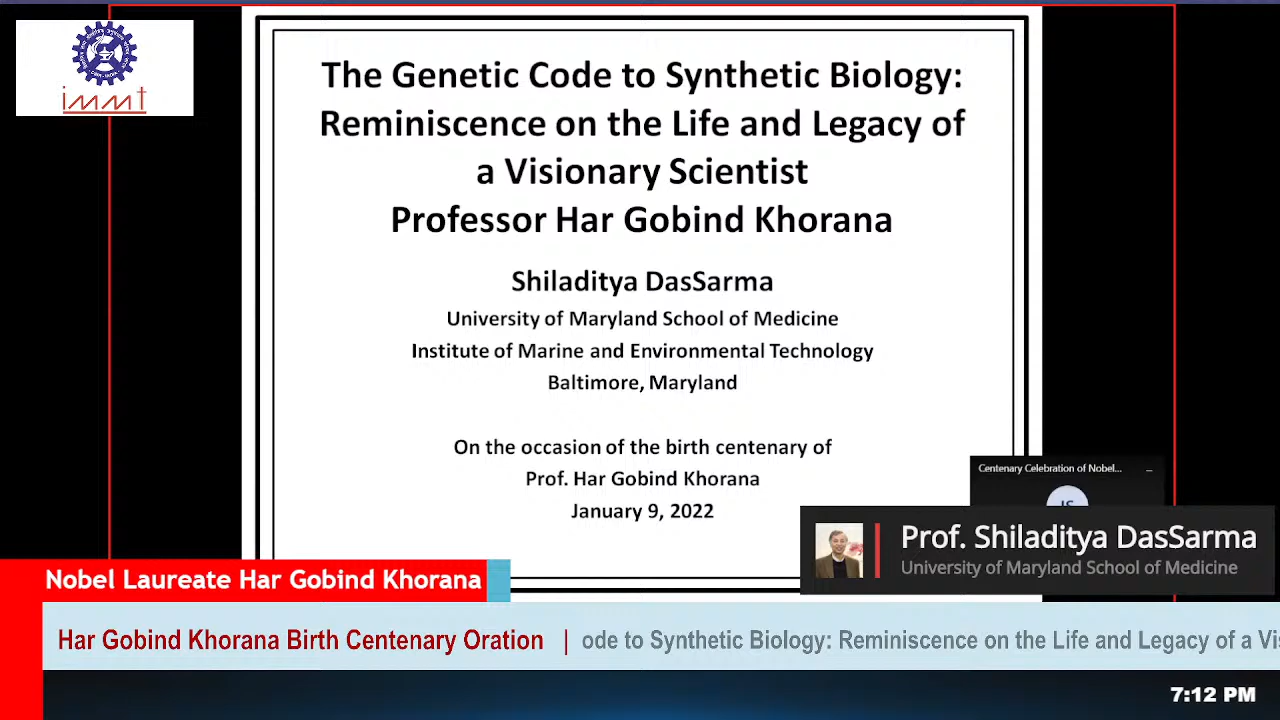 immt
The Genetic Code to Synthetic Biology:
Reminiscence on the Life and Legacy of
a Visionary Scientist
Professor Har Gobind Khorana
Shiladitya DasSarma
University of Maryland School of Medicine
Institute of Marine and Environmental Technology
Baltimore, Maryland
On the occasion of the birth centenary of
Prof. Har Gobind Khorana
January 9, 2022
Centenary Celebration of Nobel...
JS
Prof. Shiladitya DasSarma
University of Maryland School of Medicine
Nobel Laureate Har Gobind Khorana
Har Gobind Khorana Birth Centenary Oration | ode to Synthetic Biology: Reminiscence on the Life and Legacy of a Vis
7:12 PM